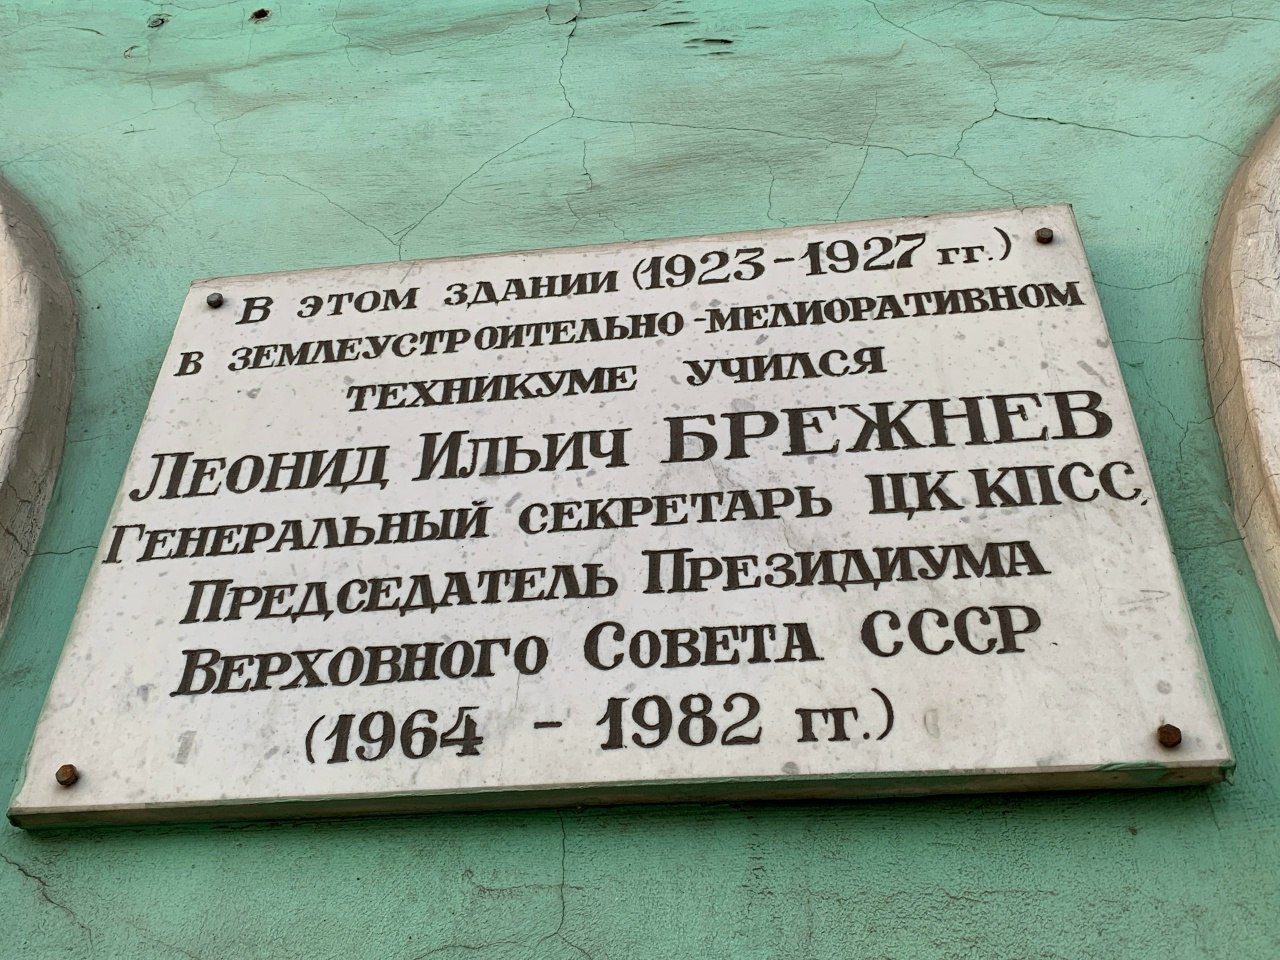 В ЭТОМ ЗДАНИИ (1923-1927 гг.)
В ЗЕМЛЕУСТРОИТЕЛЬНО-МЕЛИОРАТИВНОМ
ТЕХНИКУМЕ УЧИЛСЯ
ЛЕОНИД ИЛЬИЧ БРЕЖНЕВ
ГЕНЕРАЛЬНЫЙ СЕКРЕТАРЬ ЦК КПСС,
ПРЕДСЕДАТЕЛЬ ПРЕЗИДИУМА
ВЕРХОВНОГО СОВЕТА СССР
(1964 - 1982 гг.)